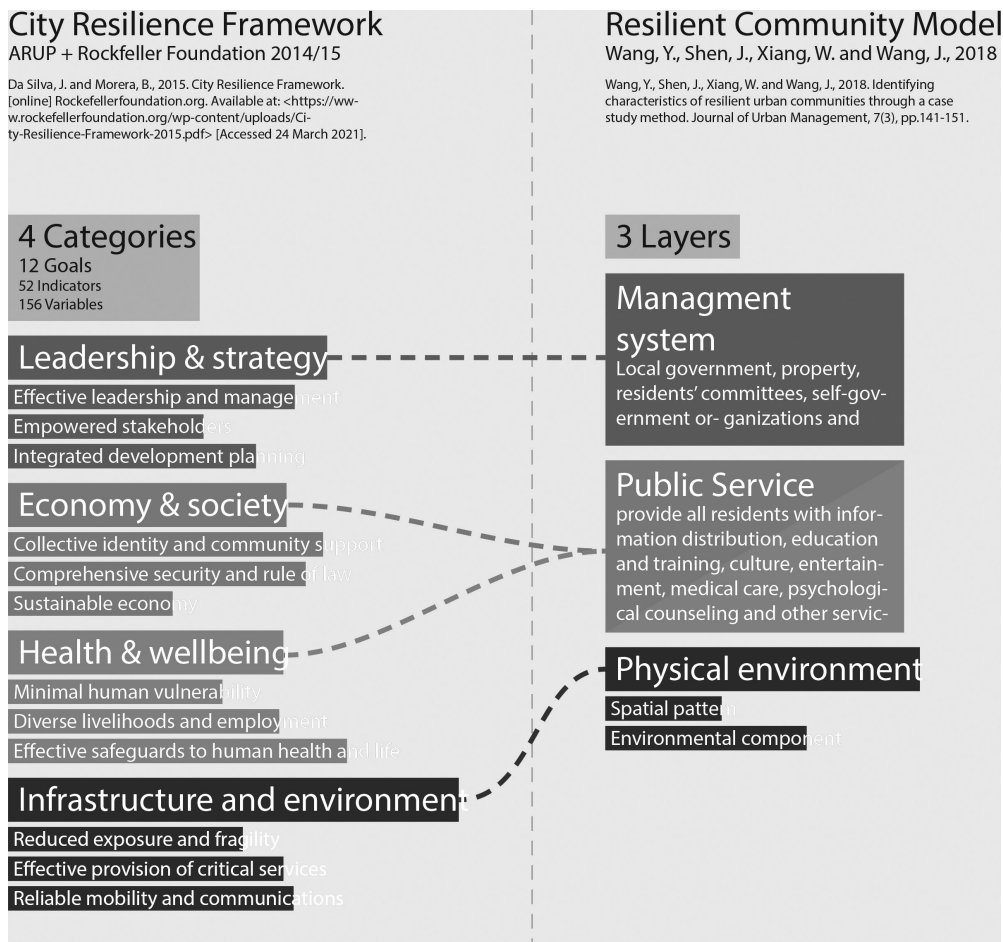 City Resilience Framework
ARUP + Rockfeller Foundation 2014/15
Da Silva, J. and Morera, B., 2015. City Resilience Framework.
[online] Rockefellerfoundation.org. Available at: <https://ww-
w.rockefellerfoundation.org/wp-content/uploads/Ci-
ty-Resilience-Framework-2015.pdf> [Accessed 24 March 2021].
4 Categories
12 Goals
52 Indicators
156 Variables
Leadership & strategy
Effective leadership and management
Empowered stakeholders
Integrated development planning
Economy & society
Collective identity and community support
Comprehensive security and rule of law
Sustainable economy
Health & wellbeing
Minimal human vulnerability
Diverse livelihoods and employment
Effective safeguards to human health and life
Infrastructure and environment
Reduced exposure and fragility
Effective provision of critical services
Reliable mobility and communications
Resilient Community Model
Wang, Y., Shen, J., Xiang, W. and Wang, J., 2018
Wang, Y., Shen, J., Xiang, W. and Wang, J., 2018. Identifying
characteristics of resilient urban communities through a case
study method. Journal of Urban Management, 7(3), pp.141-151.
3 Layers
Managment
system
Local government, property,
residents' committees, self-gov-
ernment or- ganizations and
Public Service
provide all residents with infor-
mation distribution, education
and training, culture, entertain-
ment, medical care, psychologi-
cal counseling and other servic-
Physical environment
Spatial pattern
Environmental component